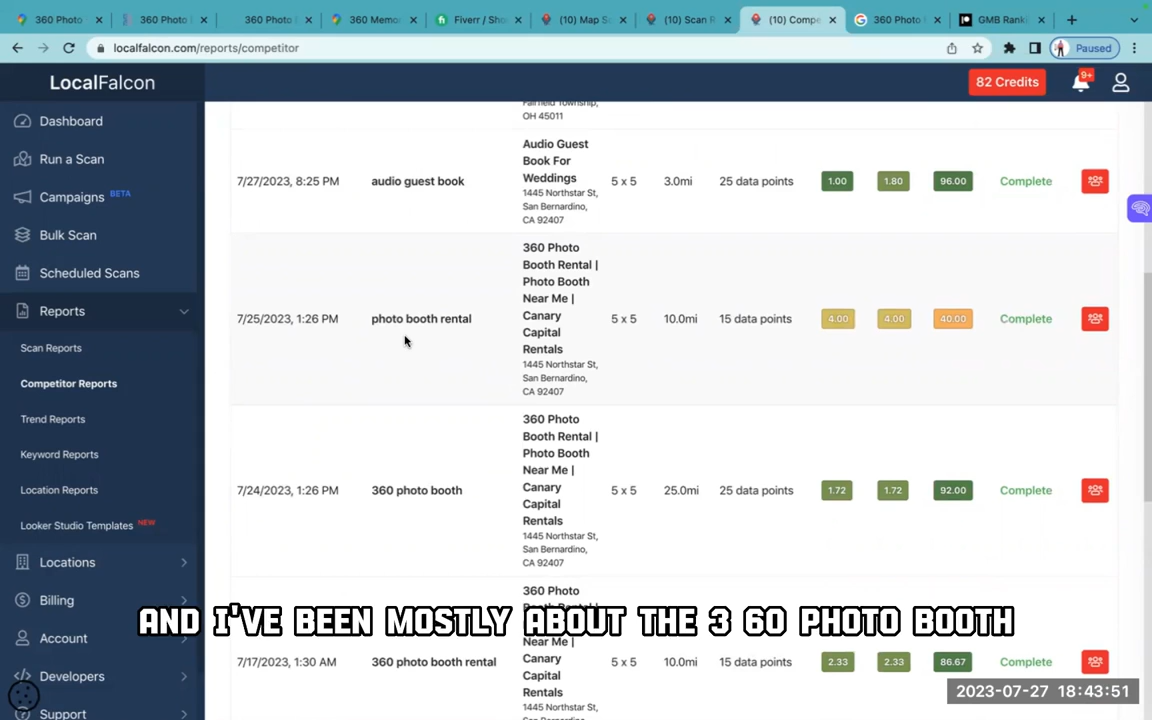 360 Photo
360 Photo
360 Photo
360 Memo
Fiverr / Sho
(10) Map S
(10) Scan R
(10) Compe
360 Photo
GMB Rank
localfalcon.com/reports/competitor
Paused
LocalFalcon
82 Credits
9+
Dashboard
Run a Scan
Campaigns BETA
Bulk Scan
Scheduled Scans
Reports
Scan Reports
Competitor Reports
Trend Reports
Keyword Reports
Location Reports
Looker Studio Templates NEW
Locations
Billing
Account
Developers
Support
Fairfield Township,
OH 45011
7/27/2023, 8:25 PM
audio guest book
Audio Guest
Book For
Weddings
1445 Northstar St,
San Bernardino,
CA 92407
5 x 5
3.0mi
25 data points
1.00
1.80
96.00
Complete
7/25/2023, 1:26 PM
photo booth rental
360 Photo
Booth Rental |
Photo Booth
Near Me |
Canary
Capital
Rentals
1445 Northstar St,
San Bernardino,
CA 92407
5 x 5
10.0mi
15 data points
4.00
4.00
40.00
Complete
7/24/2023, 1:26 PM
360 photo booth
360 Photo
Booth Rental |
Photo Booth
Near Me |
Canary
Capital
Rentals
1445 Northstar St,
San Bernardino,
CA 92407
5 x 5
25.0mi
25 data points
1.72
1.72
92.00
Complete
7/17/2023, 1:30 AM
360 photo booth rental
360 Photo
Near Me |
Canary
Capital
Rentals
5 x 5
10.0mi
15 data points
2.33
2.33
86.67
Complete
AND I'VE BEEN MOSTLY ABOUT THE 3 60 PHOTO BOOTH
2023-07-27 18:43:51